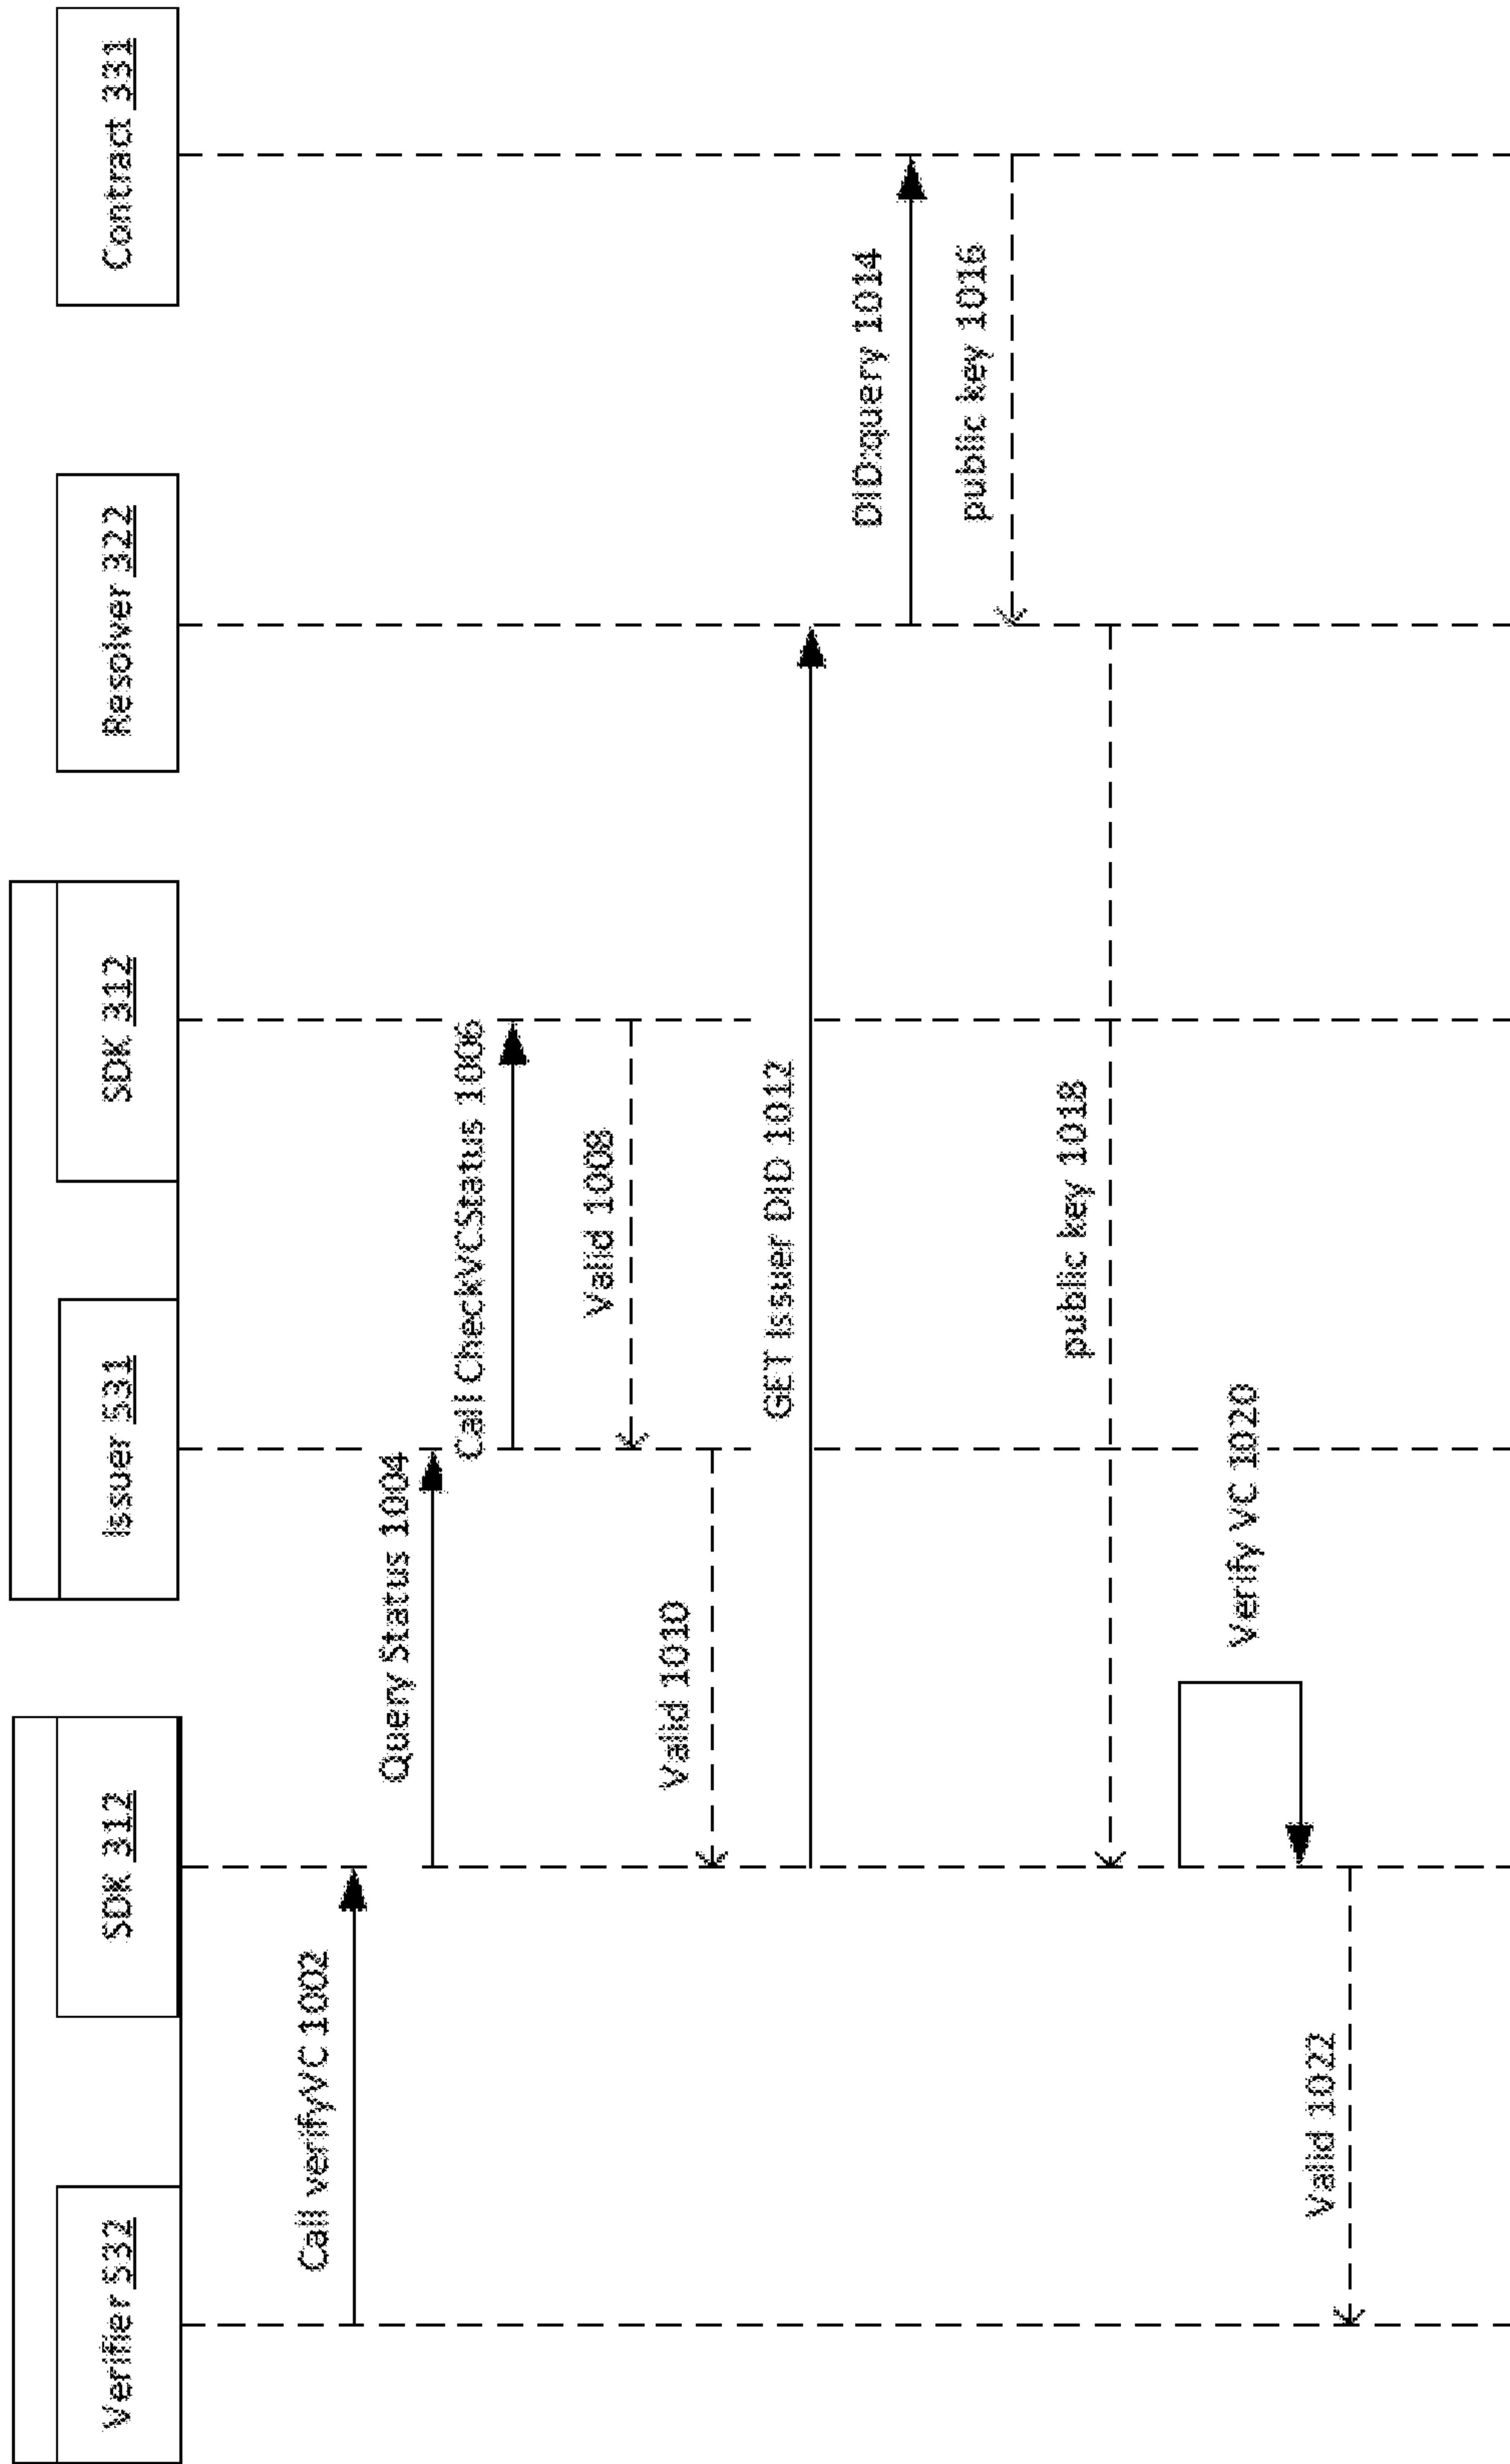 Verifier 532
SDK 312
Issuer 531
SDK 312
Resolver 322
Contract 331
Call verifyVC 1002
Query Status 1004
Call CheckVCStatus 1006
Valid 1008
Valid 1010
GET Issuer DID 1012
DID:query 1014
public key 1016
public key 1018
Verify VC 1020
Valid 1022